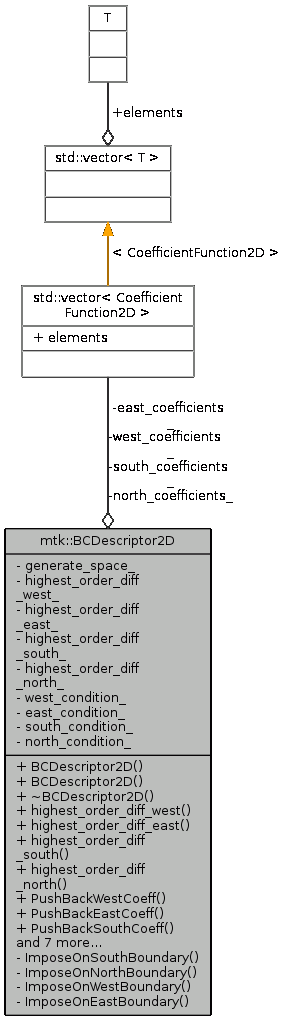 T
+elements
std::vector< T >
< CoefficientFunction2D >
std::vector< Coefficient
Function2D >
+ elements
-east_coefficients
_
-west_coefficients
_
-south_coefficients
_
-north_coefficients_
mtk::BCDescriptor2D
- generate_space_
- highest_order_diff
_west_
- highest_order_diff
_east_
- highest_order_diff
_south_
- highest_order_diff
_north_
- west_condition_
- east_condition_
- south_condition_
- north_condition_
+ BCDescriptor2D()
+ BCDescriptor2D()
+ ~BCDescriptor2D()
+ highest_order_diff_west()
+ highest_order_diff_east()
+ highest_order_diff
_south()
+ highest_order_diff
_north()
+ PushBackWestCoeff()
+ PushBackEastCoeff()
+ PushBackSouthCoeff()
and 7 more...
- ImposeOnSouthBoundary()
- ImposeOnNorthBoundary()
- ImposeOnWestBoundary()
- ImposeOnEastBoundary()